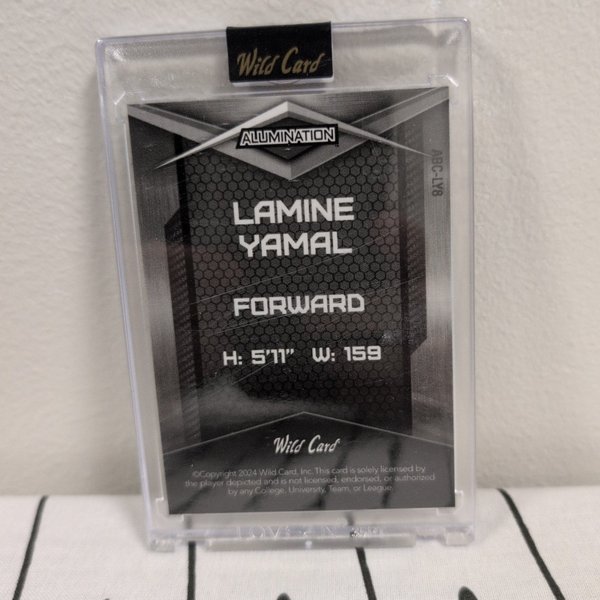 Wild Card
ALUMINATION
ABC-LY8
LAMINE
YAMAL
FORWARD
H: 5'11" W: 159
Wild Card
©Copyright 2024 Wild Card, Inc. This card is solely licensed by
the player depicted and is not licensed, endorsed, or authorized
by any College, University, Team, or League.